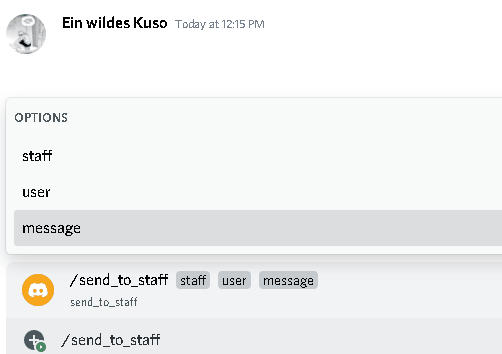 Ein wildes Kuso Today at 12:15 PM
OPTIONS
staff
user
message
/send_to_staff staff user message
send_to_staff
/send_to_staff